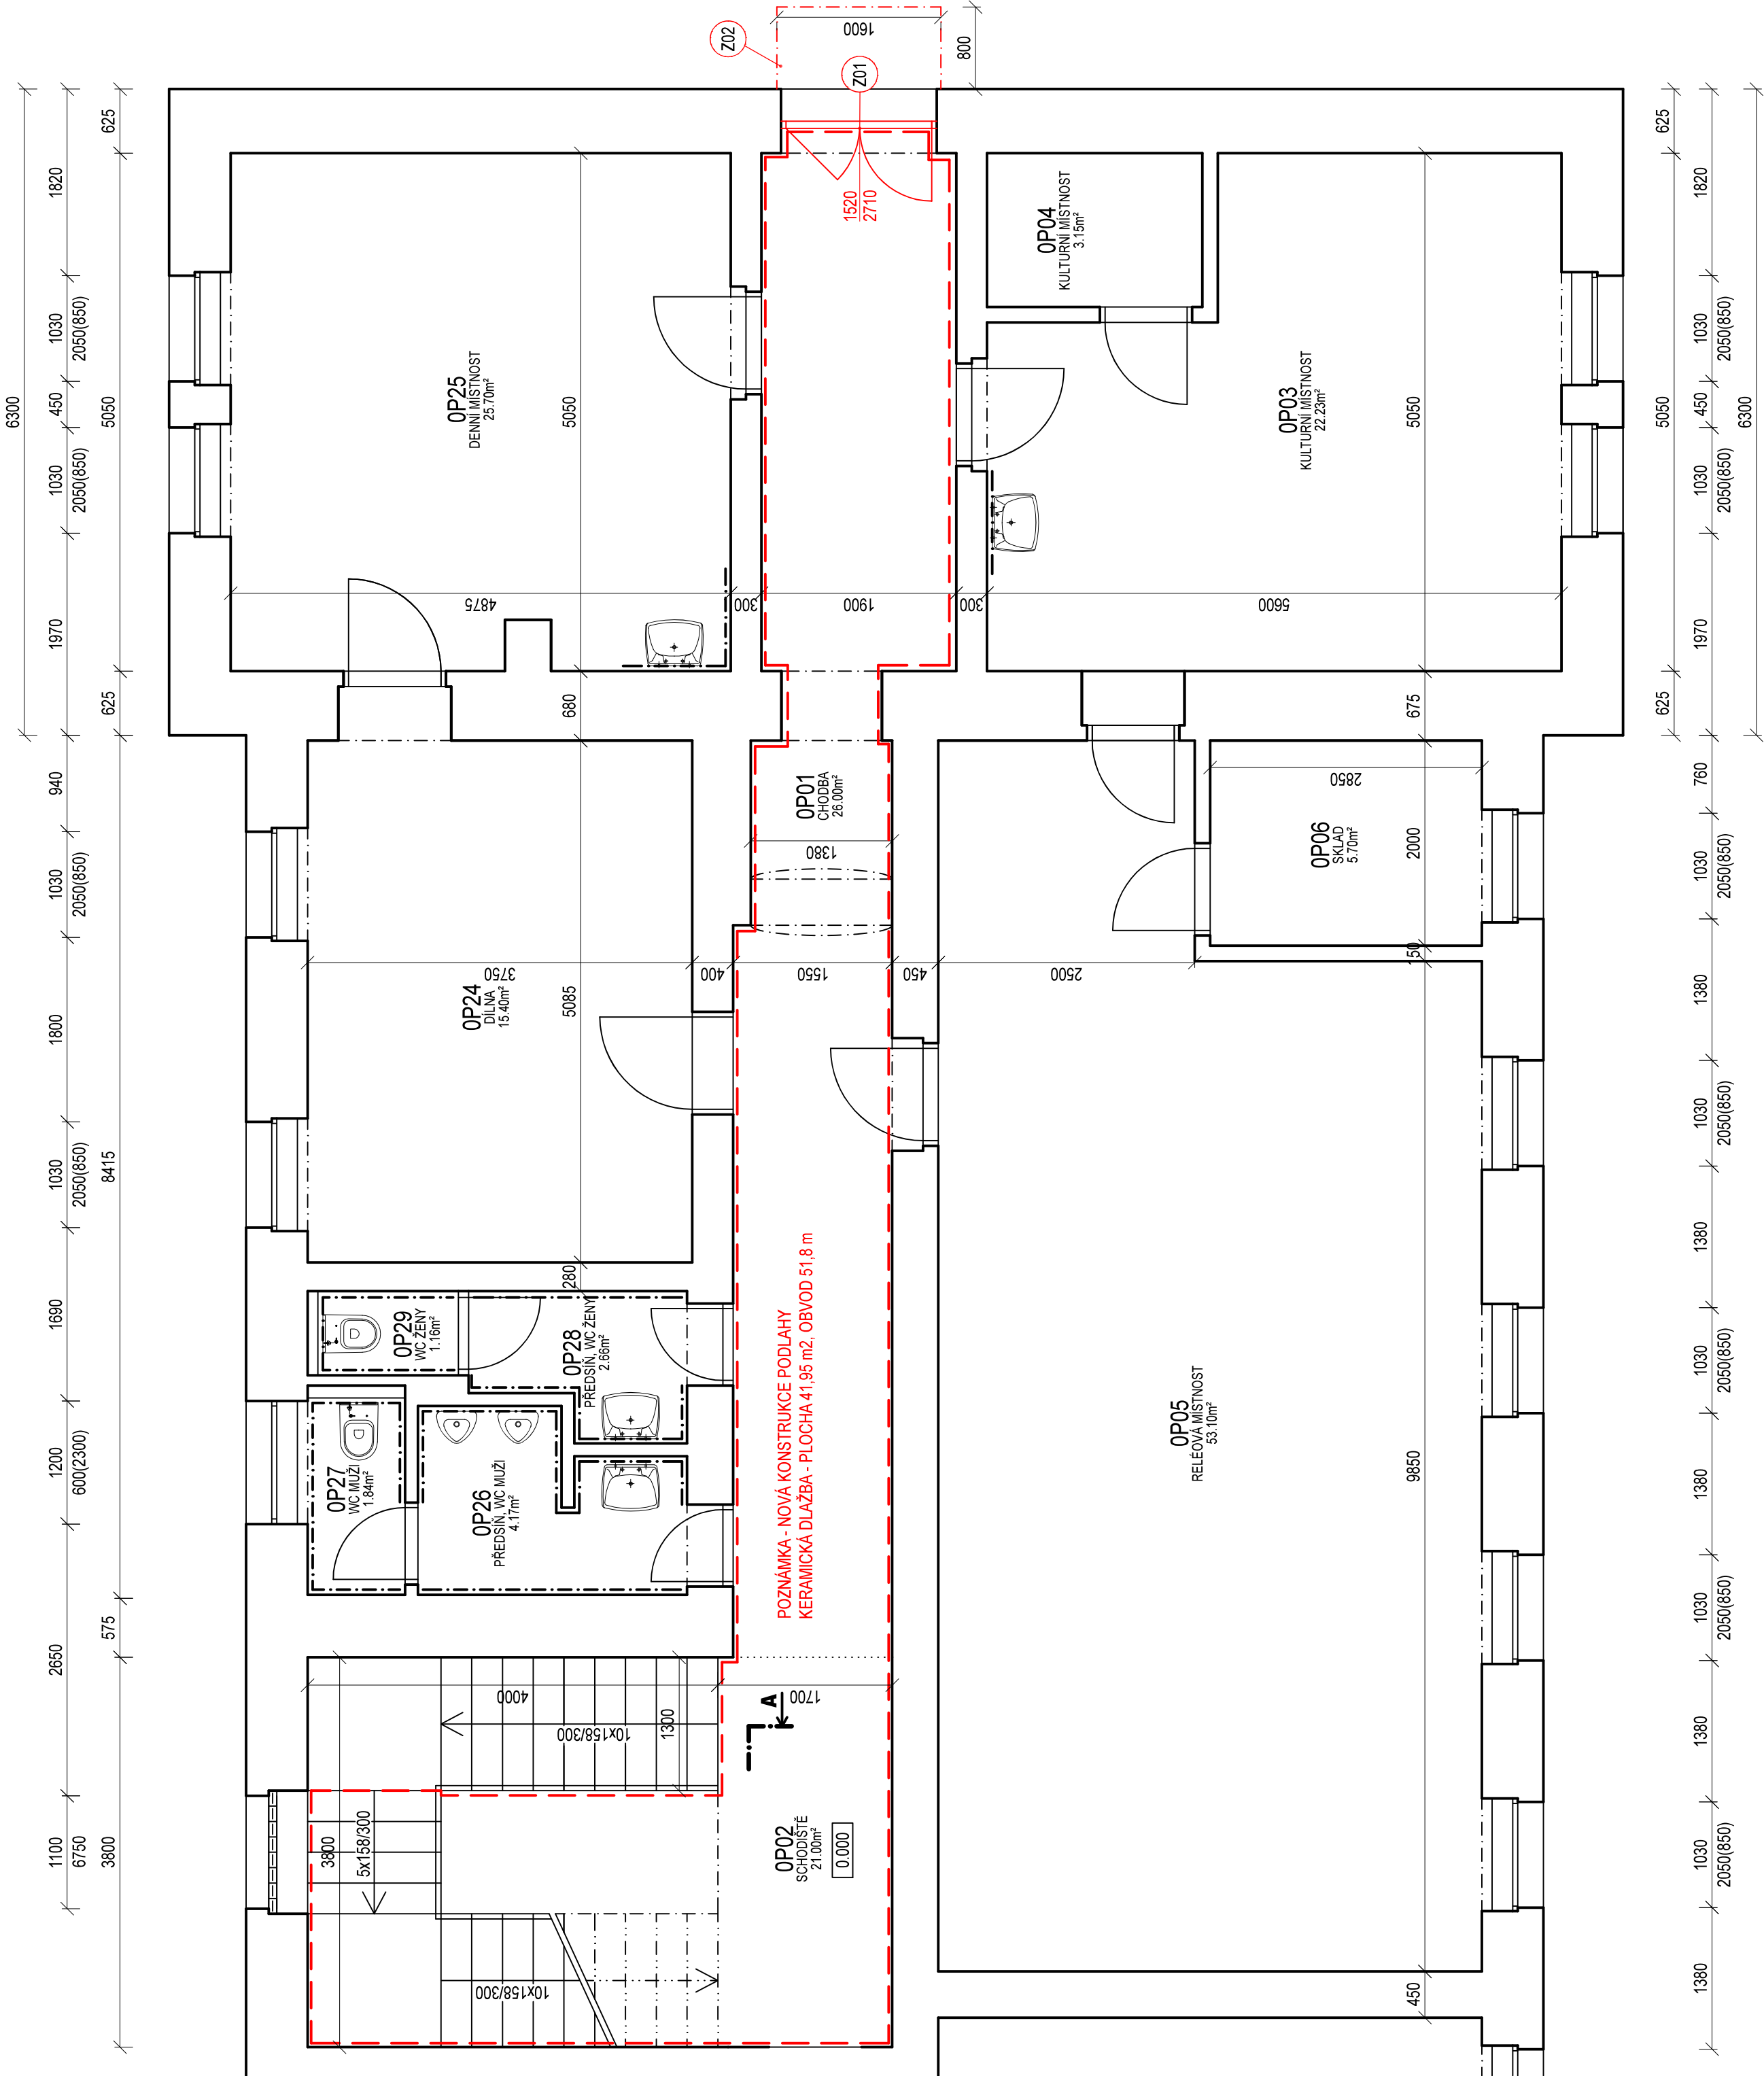 Z02
Z01
1600
800
1520
2710
6300
625
1820
1030
2050(850)
5050
450
1030
2050(850)
1970
625
940
1030
2050(850)
1800
1030
2050(850)
8415
1690
1200
600(2300)
575
2650
1100
6750
3800
0P25
DENNÍ MÍSTNOST
25.70m²
5050
4875
300
1900
300
5600
0P04
KULTURNÍ MÍSTNOST
3.15m²
0P03
KULTURNÍ MÍSTNOST
22.23m²
5050
680
675
0P01
CHODBA
26.00m²
1380
2850
0P06
SKLAD
5.70m²
2000
150
0P24
DÍLNA
15.40m²
3750
5085
400
1550
450
2500
280
0P29
WC ŽENY
1.16m²
0P28
PŘEDSÍŇ, WC ŽENY
2.66m²
0P27
WC MUŽI
1.84m²
0P26
PŘEDSÍŇ, WC MUŽI
4.17m²
POZNÁMKA - NOVÁ KONSTRUKCE PODLAHY
KERAMICKÁ DLAŽBA - PLOCHA 41,95 m2, OBVOD 51,8 m
0P05
RELÉOVÁ MÍSTNOST
53.10m²
9850
4000
1700
A
10x158/300
1300
3800
5x158/300
0P02
SCHODIŠTĚ
21.00m²
0.000
10x158/300
450
625
1820
1030
2050(850)
5050
450
6300
1030
2050(850)
1970
625
760
1030
2050(850)
1380
1030
2050(850)
1380
1030
2050(850)
1380
1030
2050(850)
1380
1030
2050(850)
1380